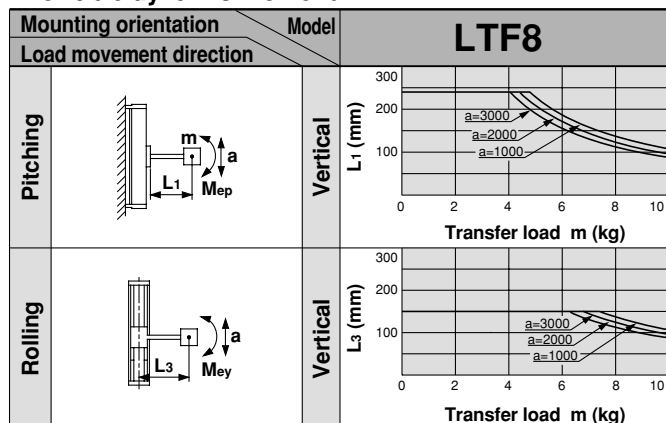 Mounting orientation
Model
Load movement direction
LTF8
Pitching
m
a
L1
Mep
Vertical
L1 (mm)
300
200
100
a=3000
a=2000
a=1000
0 2 4 6 8 10
Transfer load m (kg)
Rolling
a
L3
Mey
Vertical
L3 (mm)
300
200
100
a=3000
a=2000
a=1000
0 2 4 6 8 10
Transfer load m (kg)